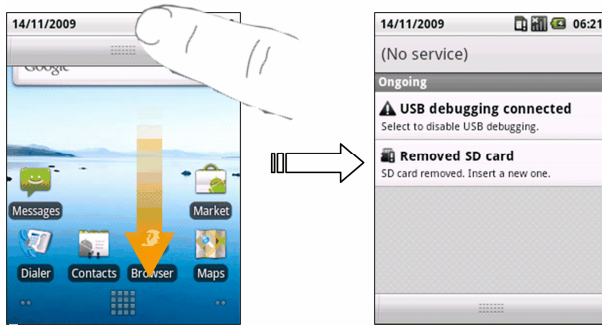 14/11/2009
Google
Messages
Market
Dialer Contacts Browser Maps
14/11/2009 06:21
(No service)
Ongoing
USB debugging connected
Select to disable USB debugging.
Removed SD card
SD card removed. Insert a new one.